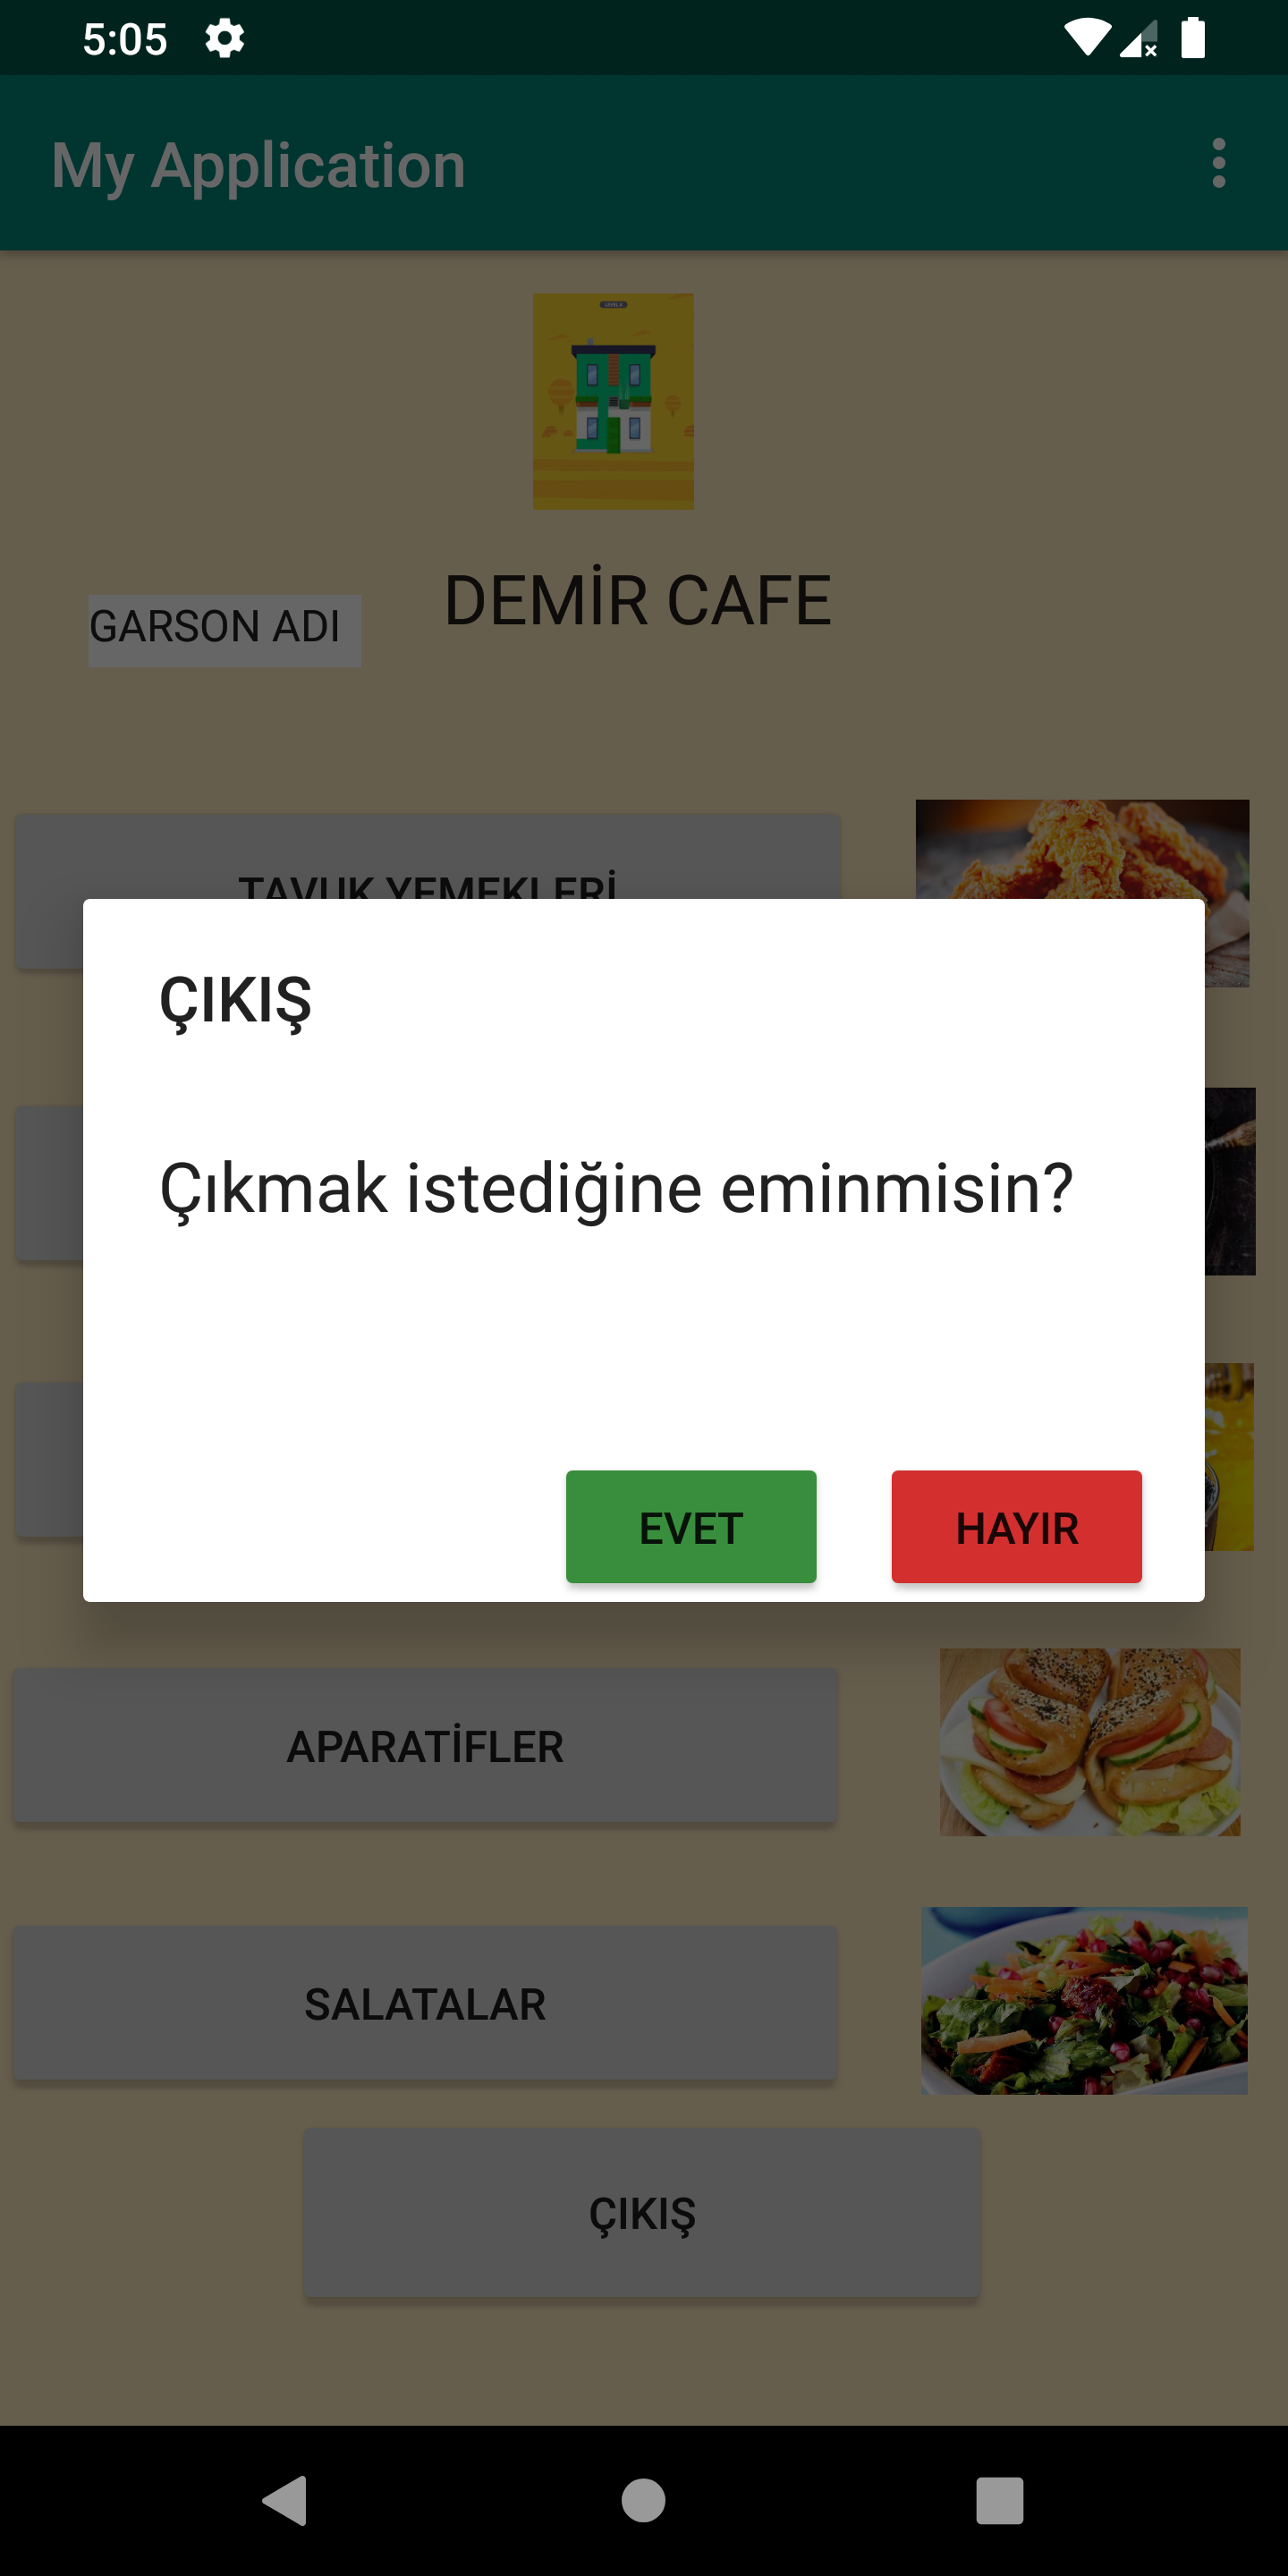 5:05
My Application
DEMİR CAFE
GARSON ADI
TAVUK YEMEKLERİ
ÇIKIŞ
Çıkmak istediğine eminmisin?
EVET HAYIR
APARATİFLER
SALATALAR
ÇIKIŞ